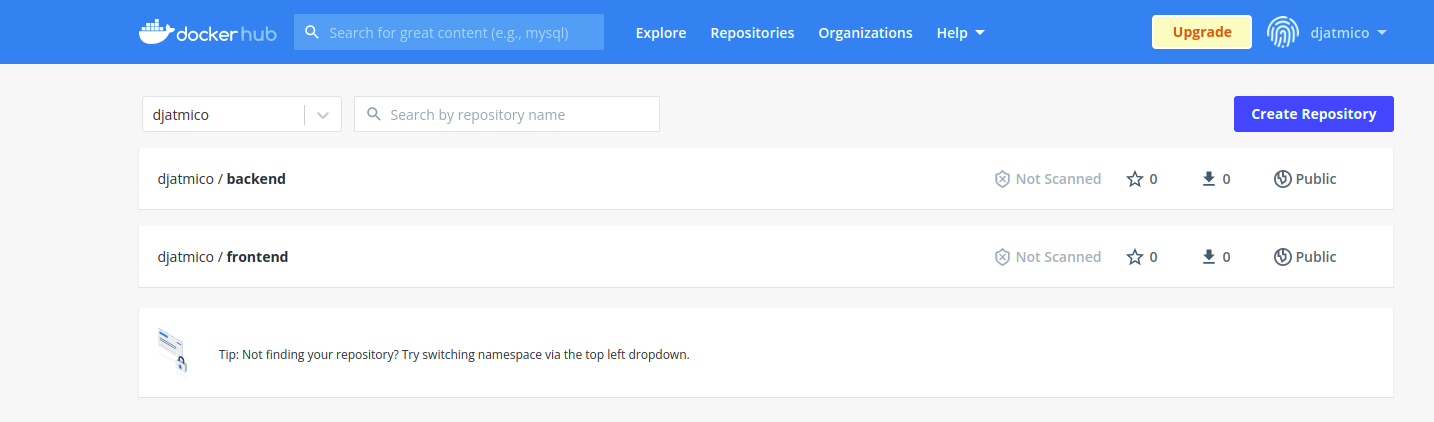 docker hub Search for great content (e.g., mysql) Explore Repositories Organizations Help Upgrade djatmico
djatmico Search by repository name Create Repository
djatmico / backend Not Scanned 0 0 Public
djatmico / frontend Not Scanned 0 0 Public
Tip: Not finding your repository? Try switching namespace via the top left dropdown.